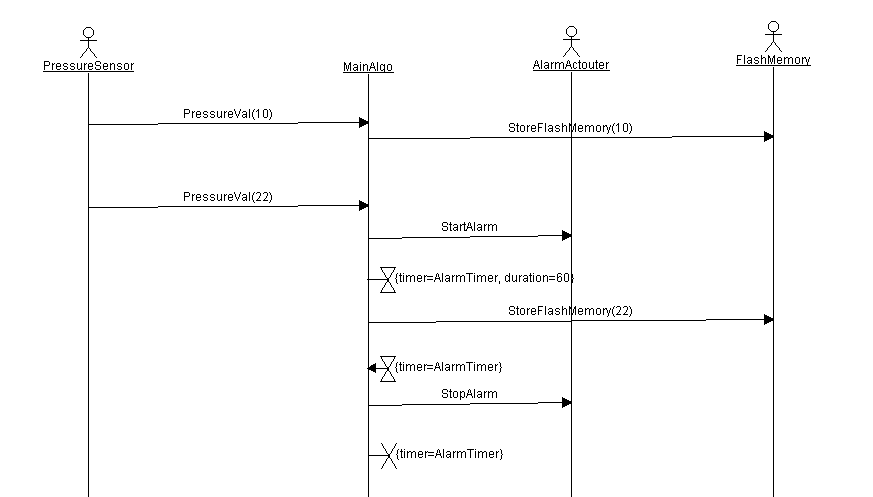 PressureSensor
MainAlgo
AlarmActouter
FlashMemory
PressureVal(10)
StoreFlashMemory(10)
PressureVal(22)
StartAlarm
{timer=AlarmTimer, duration=60}
StoreFlashMemory(22)
{timer=AlarmTimer}
StopAlarm
{timer=AlarmTimer}